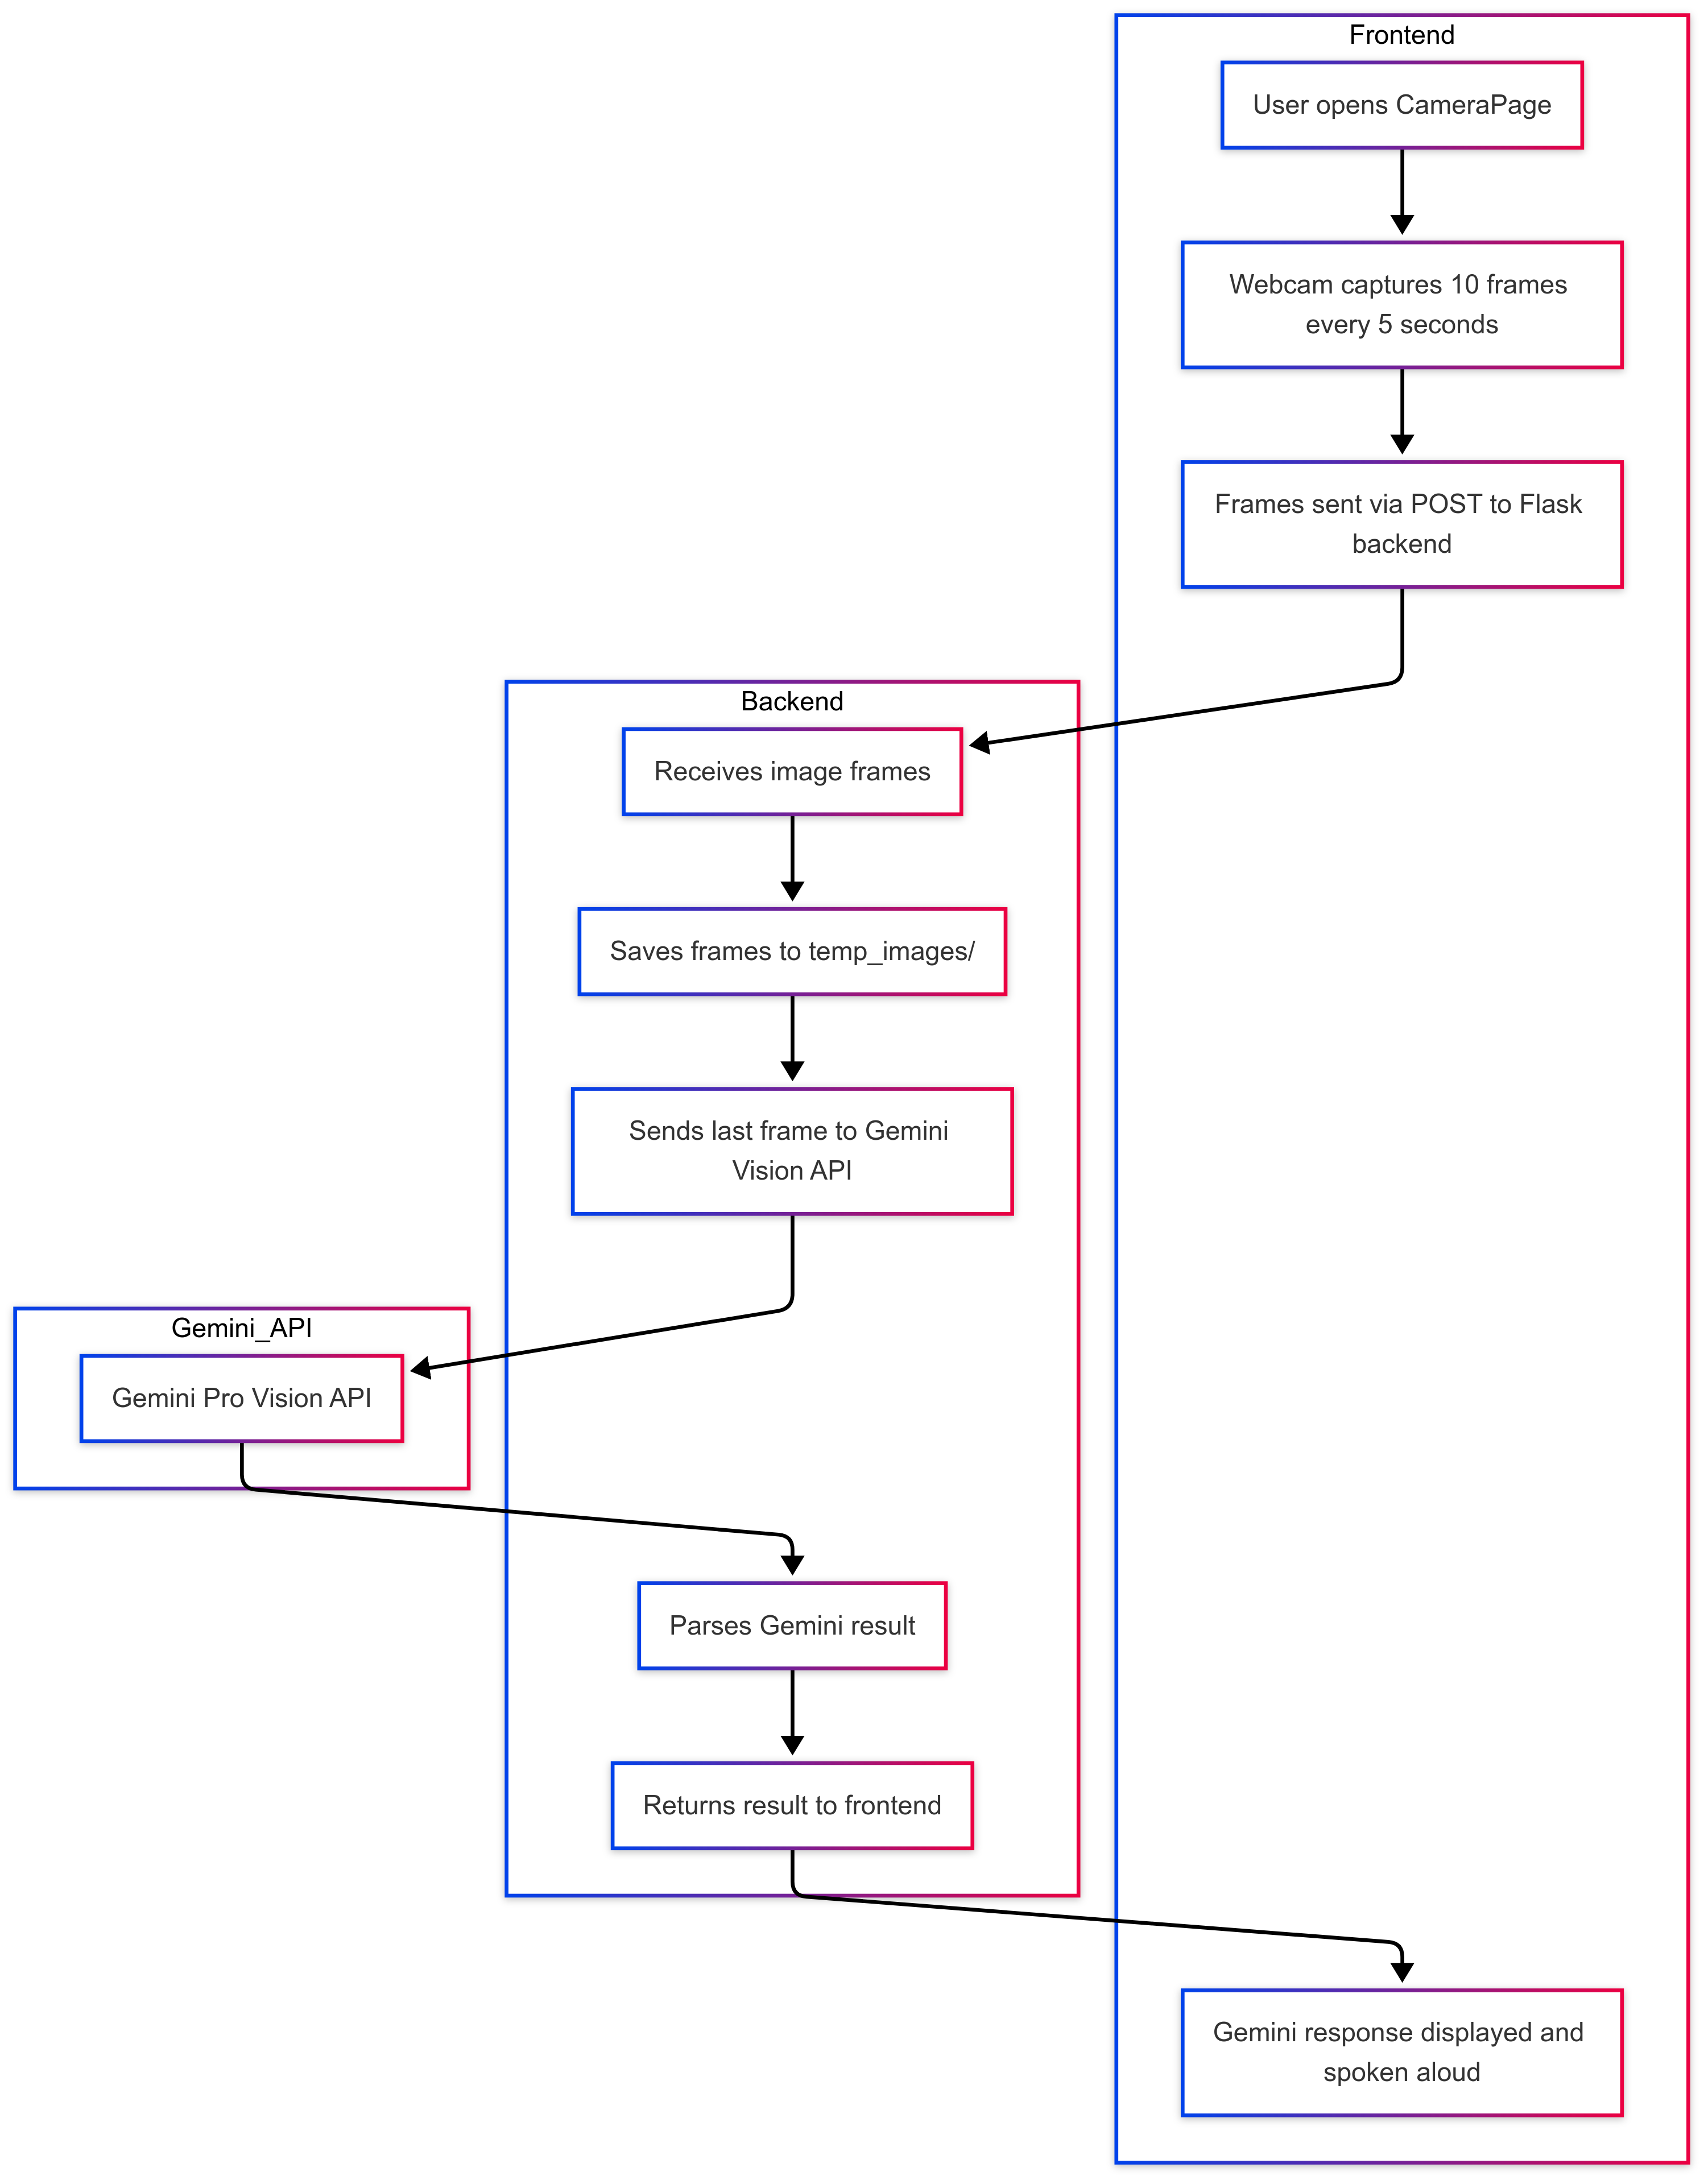 Frontend
User opens CameraPage
Webcam captures 10 frames
every 5 seconds
Frames sent via POST to Flask
backend
Backend
Receives image frames
Saves frames to temp_images/
Sends last frame to Gemini
Vision API
Gemini_API
Gemini Pro Vision API
Parses Gemini result
Returns result to frontend
Gemini response displayed and
spoken aloud